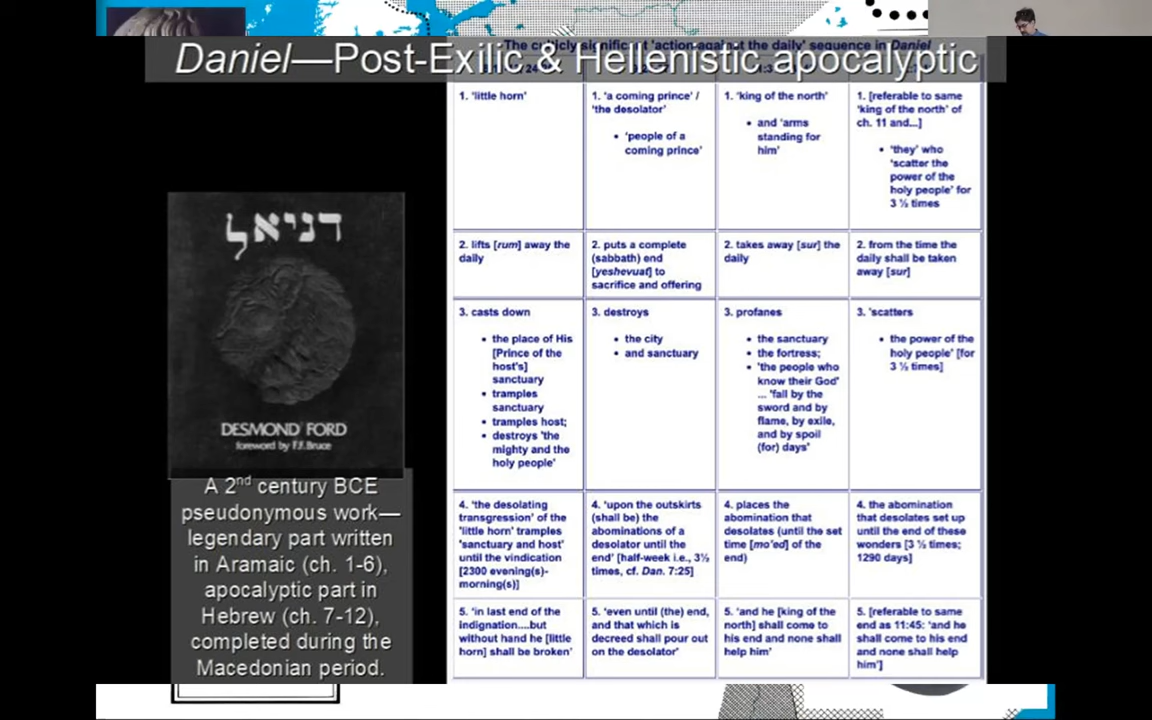 The criticly significant 'action against the daily' sequence in Daniel
Daniel—Post-Exilic & Hellenistic apocalyptic
1. 'little horn'
1. 'a coming prince' /
'the desolator'
• 'people of a
coming prince'
1. 'king of the north'
• and 'arms
standing for
him'
1. [referable to same
'king of the north' of
ch. 11 and...]
• 'they' who
'scatter the
power of the
holy people' for
3 ½ times
2. lifts [rum] away the
daily
2. puts a complete
(sabbath) end
[yeshevuat] to
sacrifice and offering
2. takes away [sur] the
daily
2. from the time the
daily shall be taken
away [sur]
3. casts down
• the place of His
[Prince of the
host's]
sanctuary
• tramples
sanctuary
• tramples host;
• destroys 'the
mighty and the
holy people'
3. destroys
• the city
• and sanctuary
3. profanes
• the sanctuary
• the fortress;
• 'the people who
know their God'
... 'fall by the
sword and by
flame, by exile,
and by spoil
(for) days'
3. 'scatters
• the power of the
holy people' [for
3 ½ times]
4. 'the desolating
transgression' of the
'little horn' tramples
'sanctuary and host'
until the vindication
[2300 evening(s)-
morning(s)]
4. 'upon the outskirts
(shall be) the
abominations of a
desolator until the
end' [half-week i.e., 3½
times, cf. Dan. 7:25]
4. places the
abomination that
desolates (until the set
time [mo'ed] of the
end)
4. the abomination
that desolates set up
until the end of these
wonders [3 ½ times;
1290 days]
5. 'in last end of the
indignation....but
without hand he [little
horn] shall be broken'
5. 'even until (the) end,
and that which is
decreed shall pour out
on the desolator'
5. 'and he [king of the
north] shall come to
his end and none shall
help him'
5. [referable to same
end as 11:45: 'and he
shall come to his end
and none shall help
him']
דניאל
DESMOND FORD
foreword by F.F. Bruce
A 2nd century BCE
pseudonymous work—
legendary part written
in Aramaic (ch. 1-6),
apocalyptic part in
Hebrew (ch. 7-12),
completed during the
Macedonian period.